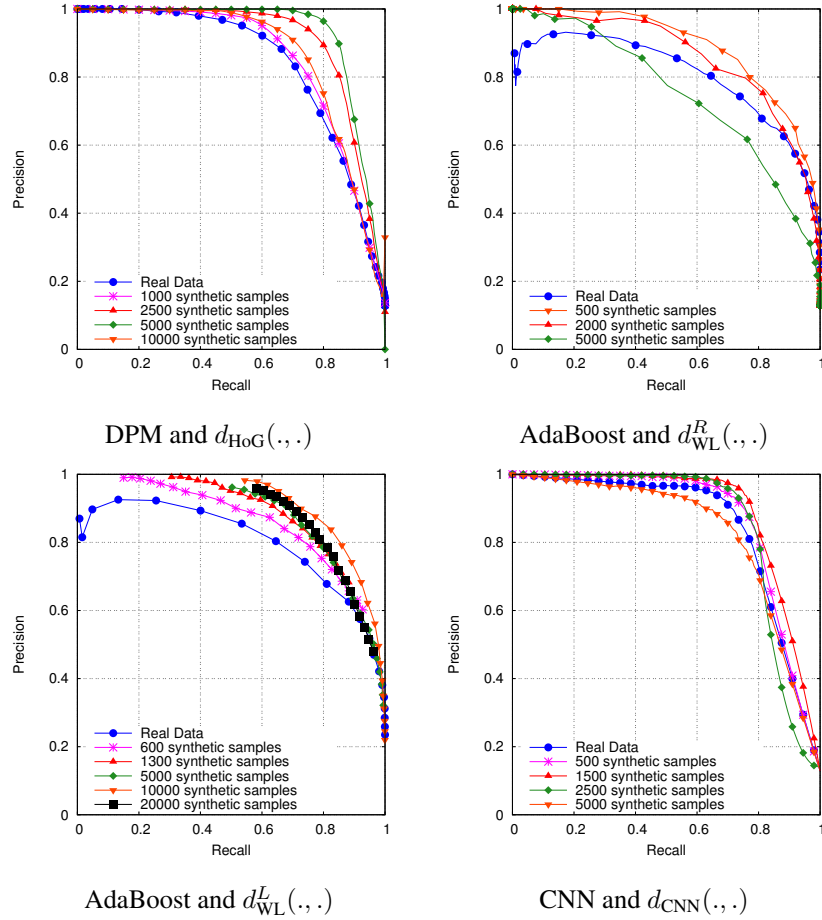 1
0.8
0.6
0.4
0.2
0
Precision
0 0.2 0.4 0.6 0.8 1
Recall
Real Data
1000 synthetic samples
2500 synthetic samples
5000 synthetic samples
10000 synthetic samples
DPM and d_HoG(., .)
1
0.8
0.6
0.4
0.2
0
Precision
0 0.2 0.4 0.6 0.8 1
Recall
Real Data
500 synthetic samples
2000 synthetic samples
5000 synthetic samples
AdaBoost and d^R_WL(., .)
1
0.8
0.6
0.4
0.2
0
Precision
0 0.2 0.4 0.6 0.8 1
Recall
Real Data
600 synthetic samples
1300 synthetic samples
5000 synthetic samples
10000 synthetic samples
20000 synthetic samples
AdaBoost and d^L_WL(., .)
1
0.8
0.6
0.4
0.2
0
Precision
0 0.2 0.4 0.6 0.8 1
Recall
Real Data
500 synthetic samples
1500 synthetic samples
2500 synthetic samples
5000 synthetic samples
CNN and d_CNN(., .)